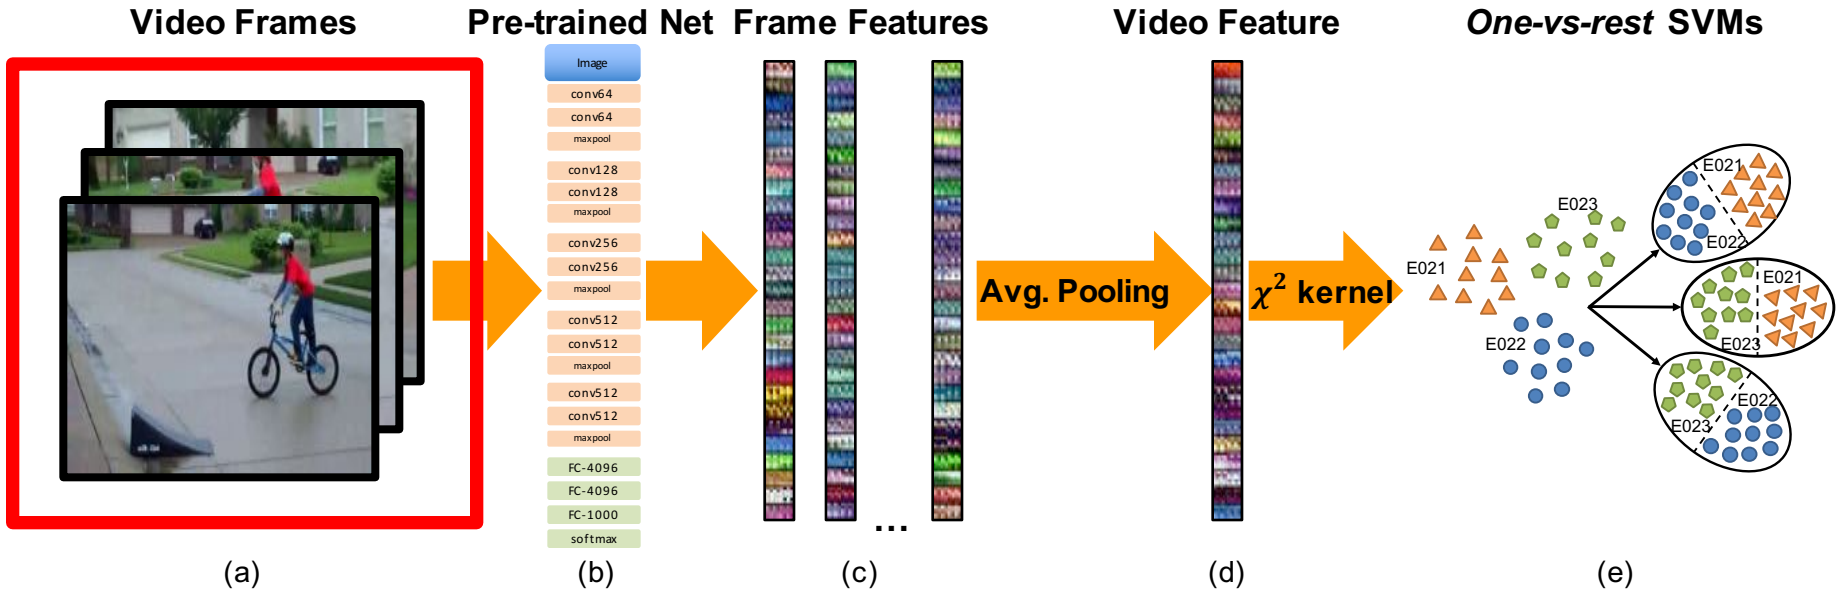 Video Frames
Pre-trained Net
Frame Features
Video Feature
One-vs-rest SVMs
Image
conv64
conv64
maxpool
conv128
conv128
maxpool
conv256
conv256
maxpool
conv512
conv512
maxpool
conv512
conv512
maxpool
FC-4096
FC-4096
FC-1000
softmax
...
Avg. Pooling
χ² kernel
E021
E023
E022
E021
E022
E021
E023
E022
E023
(a)
(b)
(c)
(d)
(e)